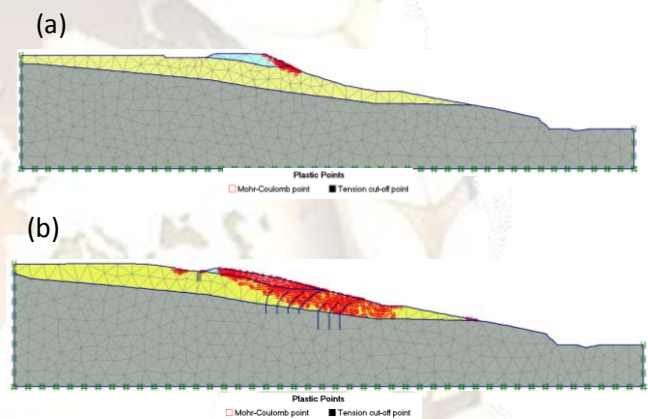 (a)
Plastic Points
Mohr-Coulomb point Tension cut-off point
(b)
Plastic Points
Mohr-Coulomb point Tension cut-off point